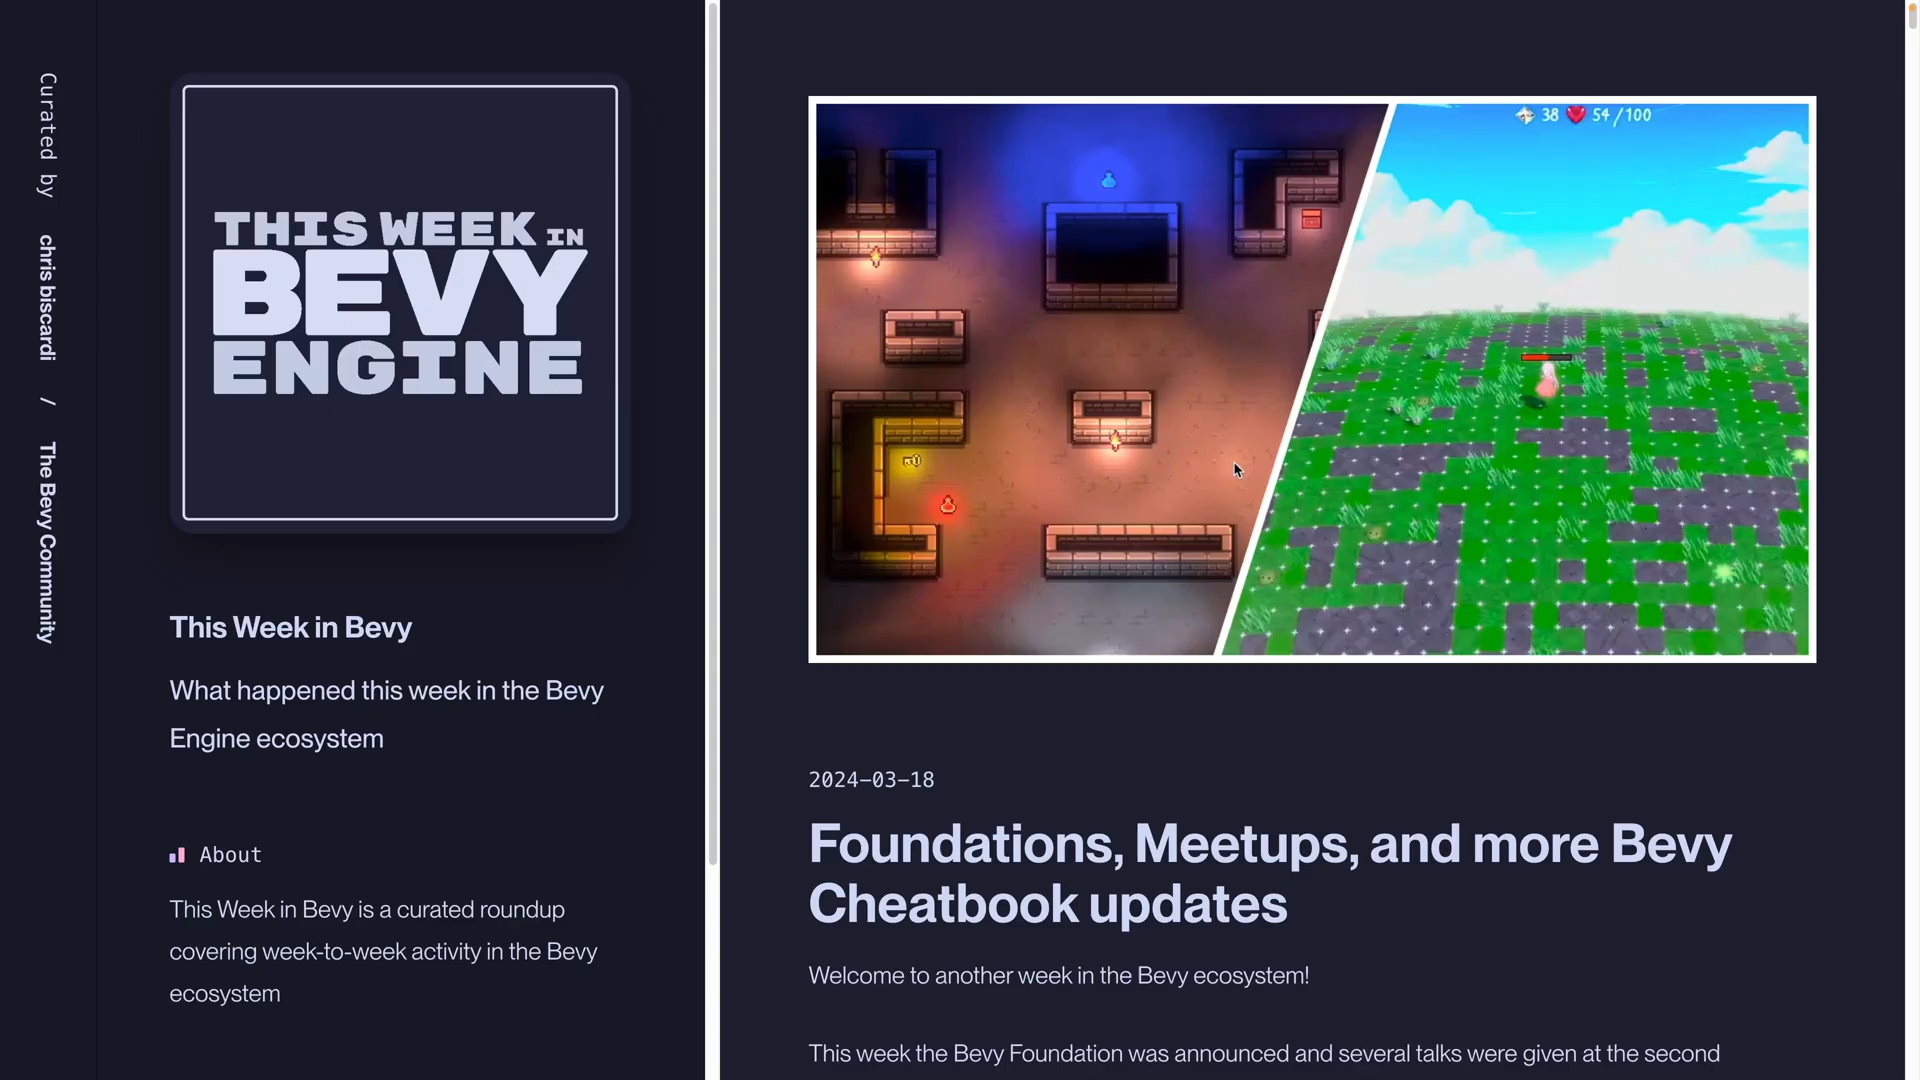 Curated by chris biscardi / The Bevy Community
THIS WEEK IN
BEVY
ENGINE
This Week in Bevy
What happened this week in the Bevy
Engine ecosystem
About
This Week in Bevy is a curated roundup
covering week-to-week activity in the Bevy
ecosystem
38 54/100
2024-03-18
Foundations, Meetups, and more Bevy
Cheatbook updates
Welcome to another week in the Bevy ecosystem!
This week the Bevy Foundation was announced and several talks were given at the second